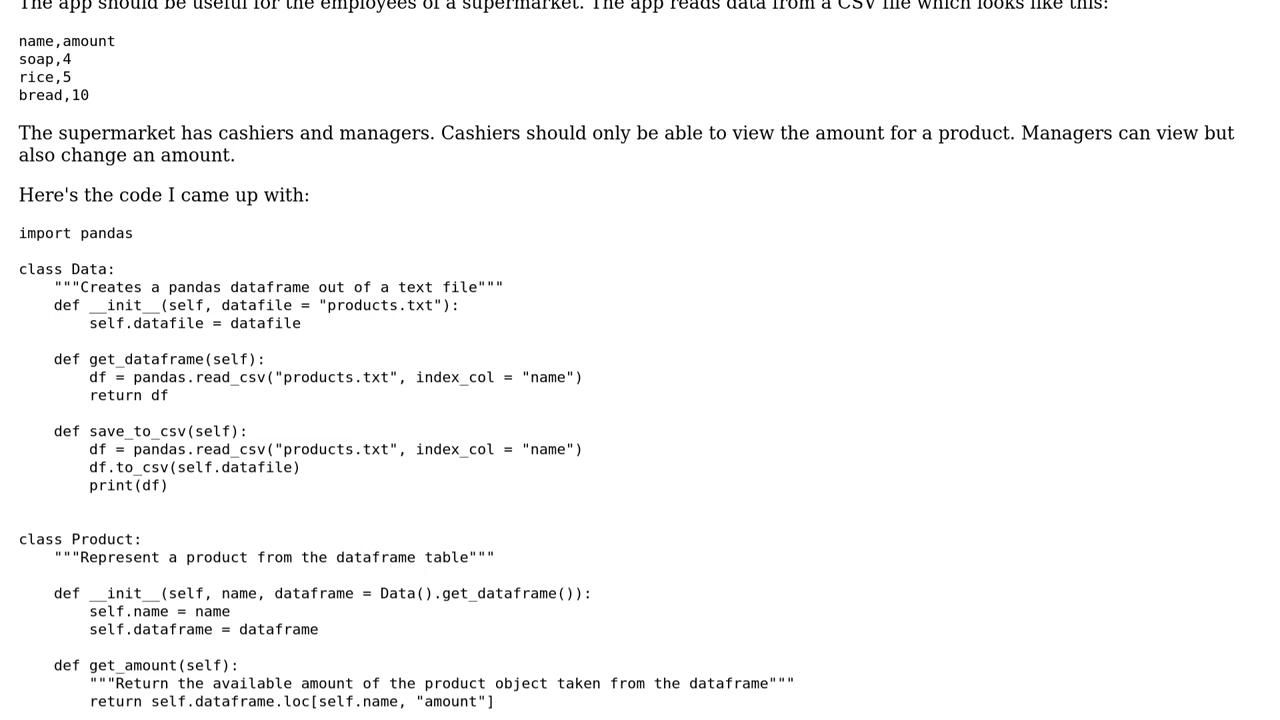 The app should be useful for the employees of a supermarket. The app reads data from a CSV file which looks like this:
name,amount
soap,4
rice,5
bread,10
The supermarket has cashiers and managers. Cashiers should only be able to view the amount for a product. Managers can view but
also change an amount.
Here's the code I came up with:
import pandas
class Data:
    """Creates a pandas dataframe out of a text file"""
    def __init__(self, datafile = "products.txt"):
        self.datafile = datafile
    def get_dataframe(self):
        df = pandas.read_csv("products.txt", index_col = "name")
        return df
    def save_to_csv(self):
        df = pandas.read_csv("products.txt", index_col = "name")
        df.to_csv(self.datafile)
        print(df)
class Product:
    """Represent a product from the dataframe table"""
    def __init__(self, name, dataframe = Data().get_dataframe()):
        self.name = name
        self.dataframe = dataframe
    def get_amount(self):
        """Return the available amount of the product object taken from the dataframe"""
        return self.dataframe.loc[self.name, "amount"]